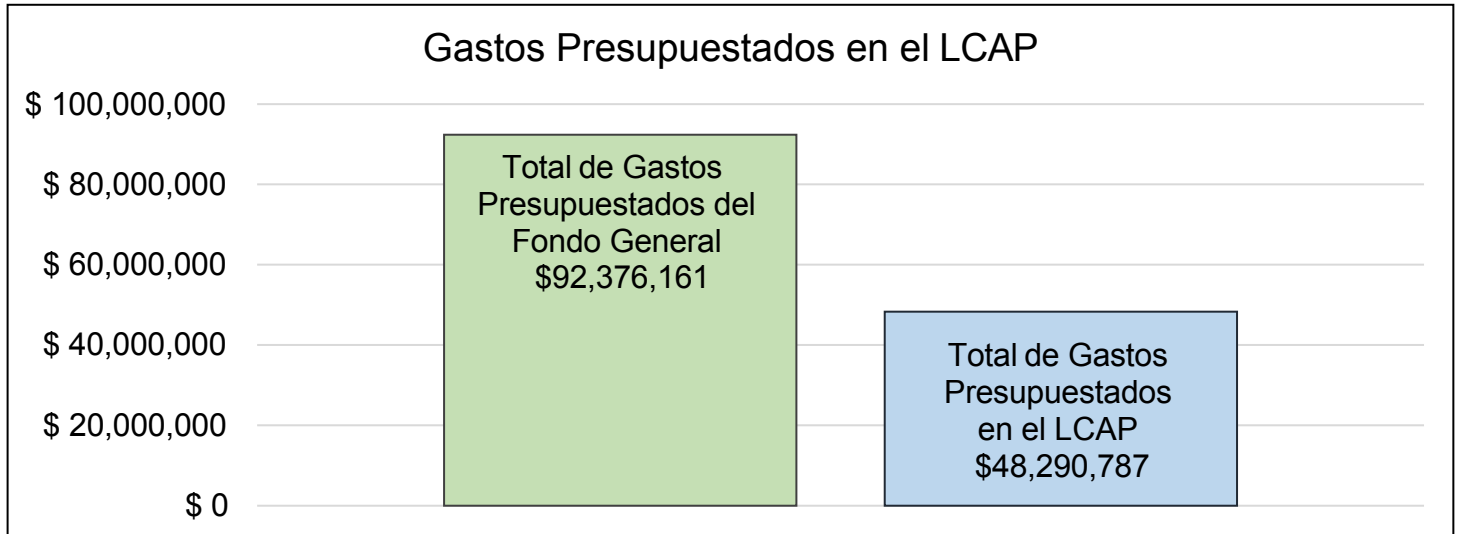 Gastos Presupuestados en el LCAP
$ 100,000,000
$ 80,000,000
$ 60,000,000
$ 40,000,000
$ 20,000,000
$ 0
Total de Gastos
Presupuestados del
Fondo General
$92,376,161
Total de Gastos
Presupuestados
en el LCAP
$48,290,787